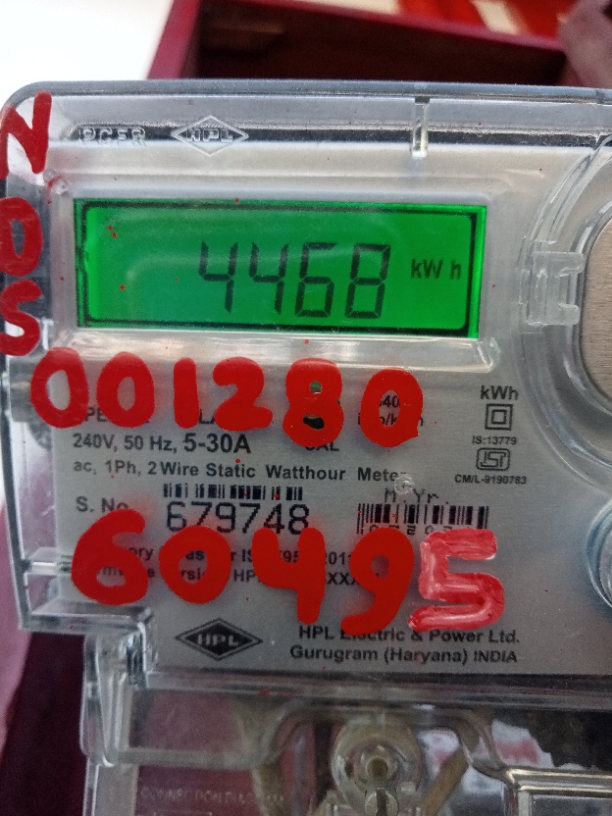 HPL
N
D
S
4468 kWh
001280
kWh
240V, 50 Hz, 5-30A
IS:13779
ac, 1Ph, 2 Wire Static Watthour Meter
CM/L-9190783
S. No. 679748
60495
HPL
HPL Electric & Power Ltd.
Gurugram (Haryana) INDIA